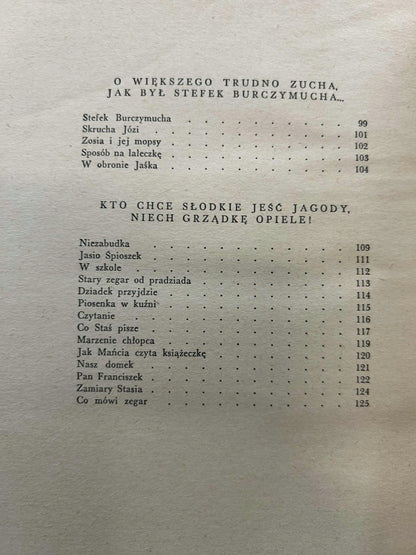 O WIĘKSZEGO TRUDNO ZUCHA,
JAK BYŁ STEFEK BURCZYMUCHA...
Stefek Burczymucha . . . . . . . . . . 99
Skrucha Józi . . . . . . . . . . 101
Zosia i jej mopsy . . . . . . . . . . 102
Sposób na laleczkę . . . . . . . . . . 103
W obronie Jaśka . . . . . . . . . . 104
KTO CHCE SŁODKIE JEŚĆ JAGODY,
NIECH GRZĄDKĘ OPIELE!
Niezabudka . . . . . . . . . . 109
Jasio Śpioszek . . . . . . . . . . 111
W szkole . . . . . . . . . . 112
Stary zegar od pradziada . . . . . . . . . . 113
Dziadek przyjdzie . . . . . . . . . . 114
Piosenka w kuźni . . . . . . . . . . 115
Czytanie . . . . . . . . . . 116
Co Staś pisze . . . . . . . . . . 117
Marzenie chłopca . . . . . . . . . . 119
Jak Mańcia czyta książeczkę . . . . . . . . . . 120
Nasz domek . . . . . . . . . . 121
Pan Franciszek . . . . . . . . . . 122
Zamiary Stasia . . . . . . . . . . 124
Co mówi zegar . . . . . . . . . . 125